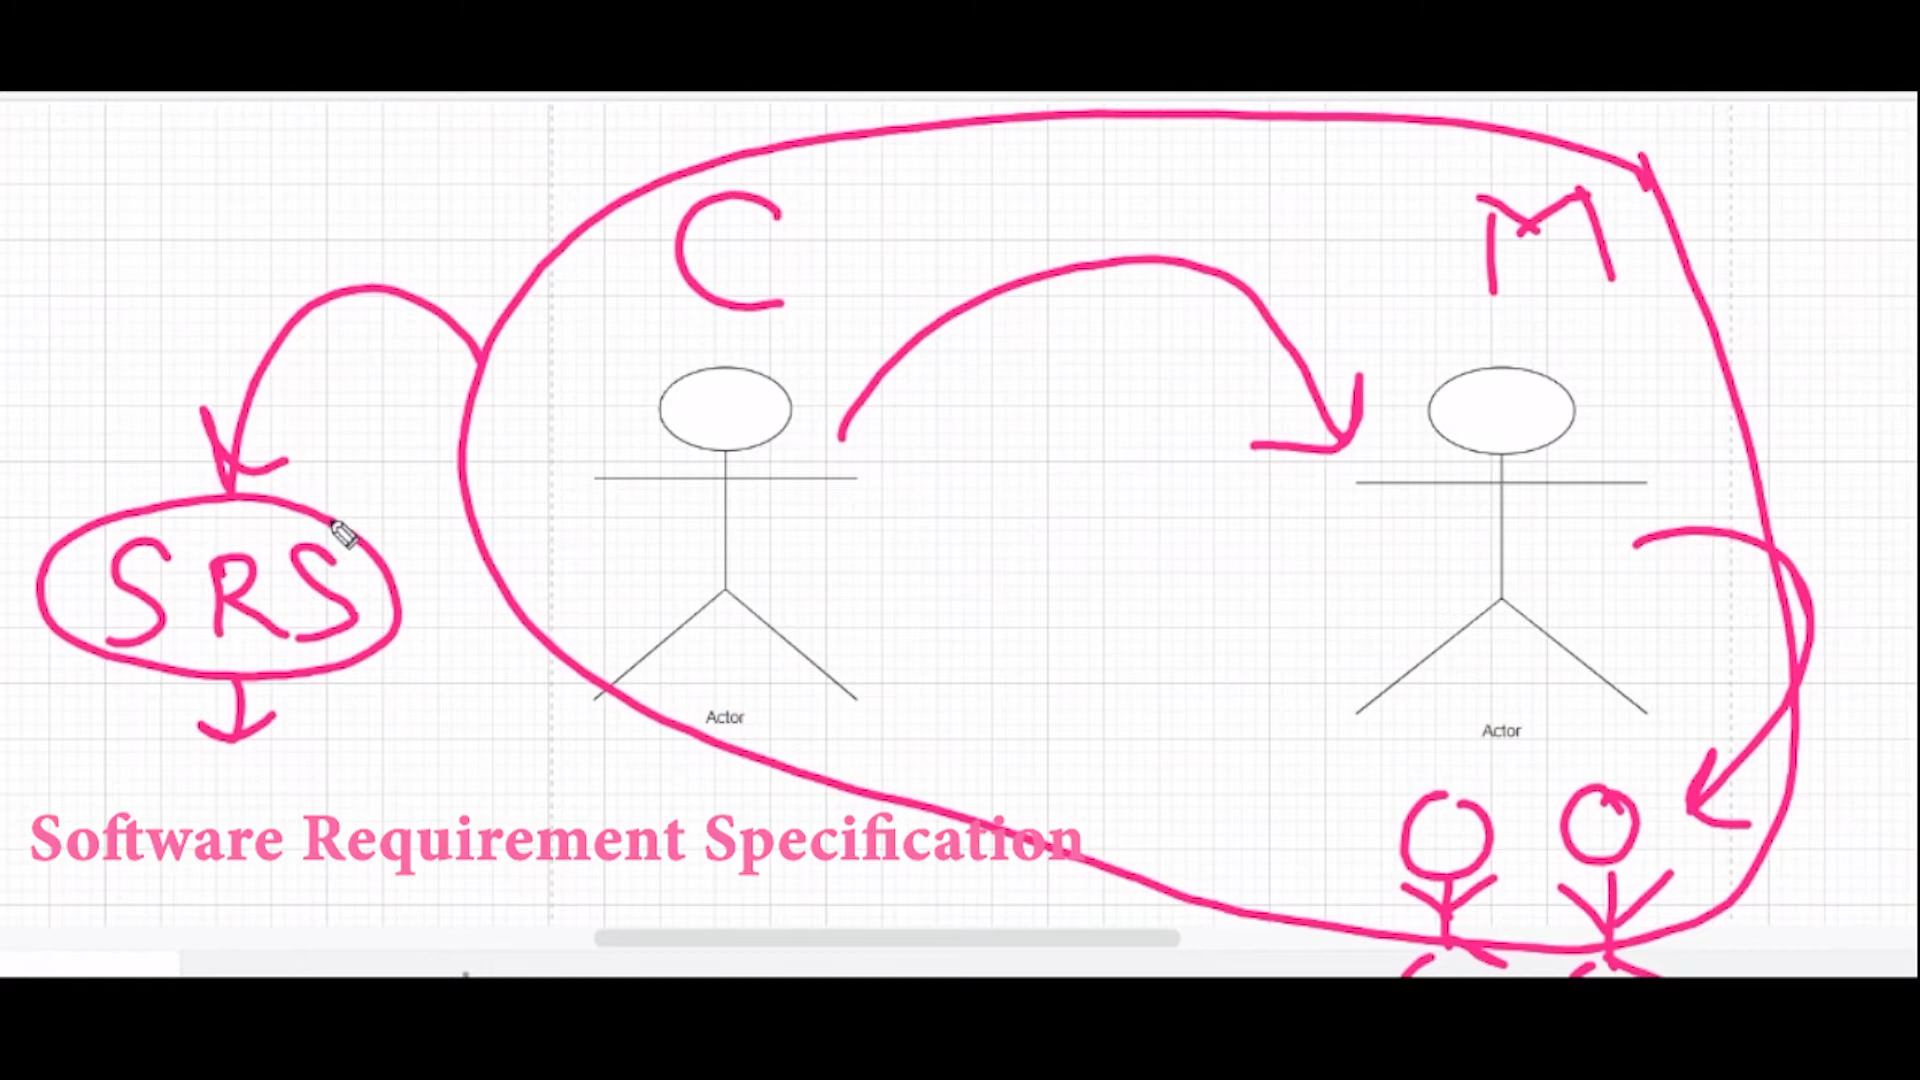 C
M
SRS
Actor
Actor
Software Requirement Specification